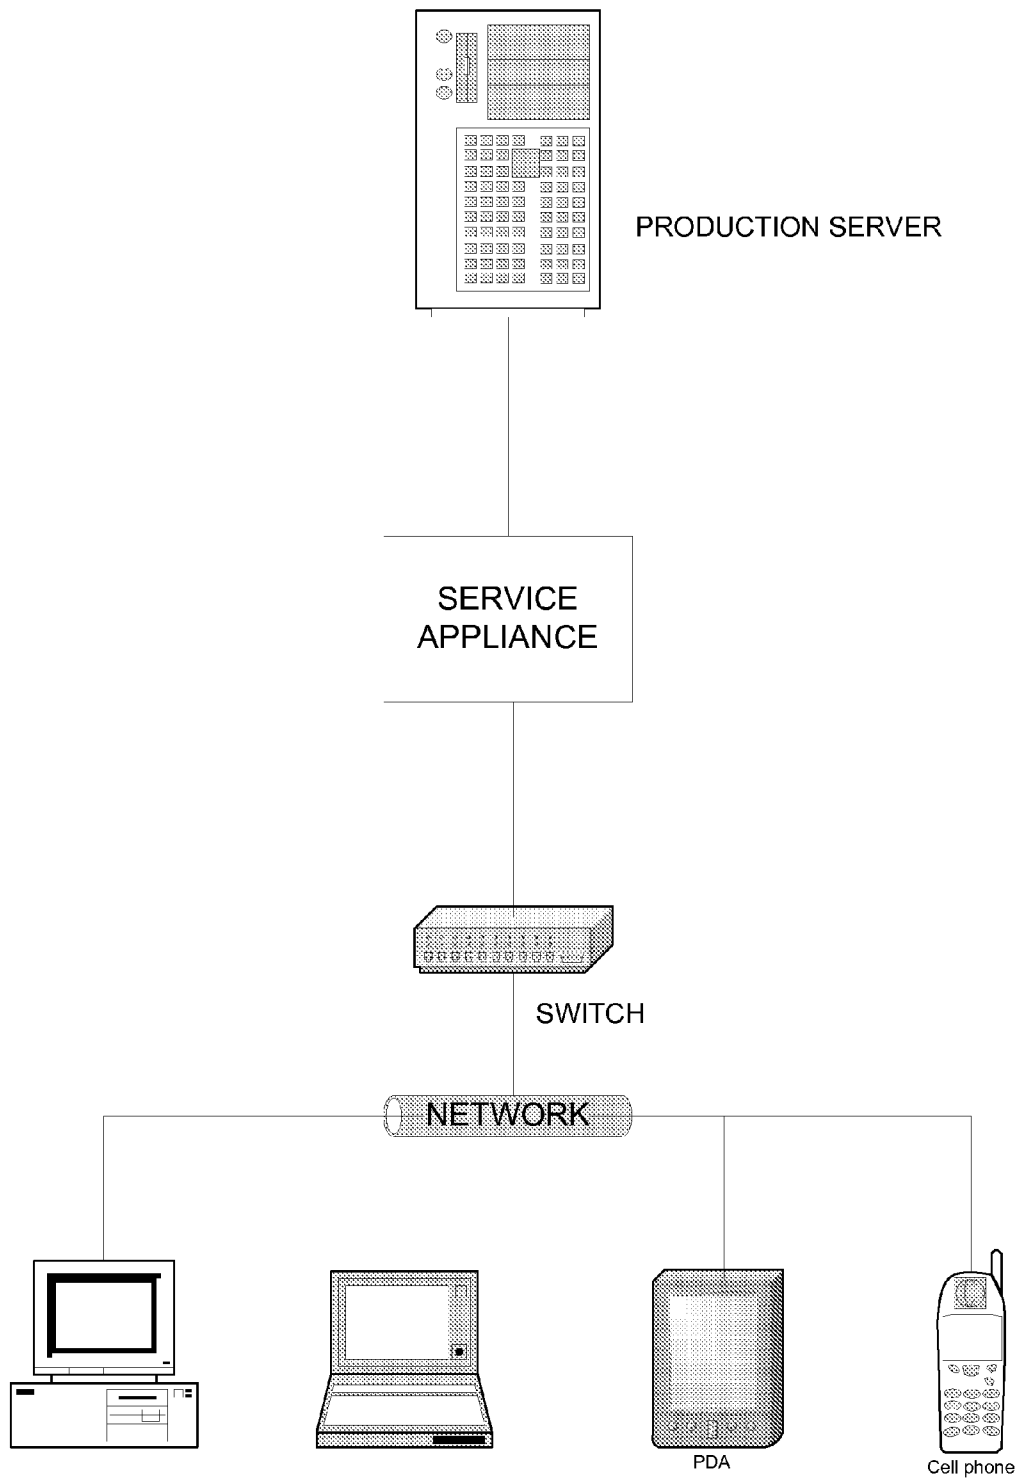 PRODUCTION SERVER
SERVICE
APPLIANCE
SWITCH
NETWORK
PDA
Cell phone